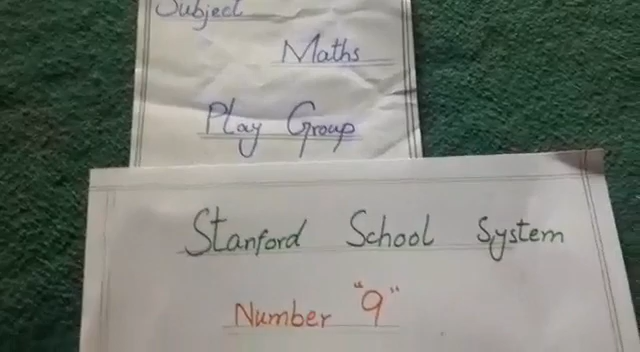 Subject
Maths
Play Group
Stanford School System
Number "9"